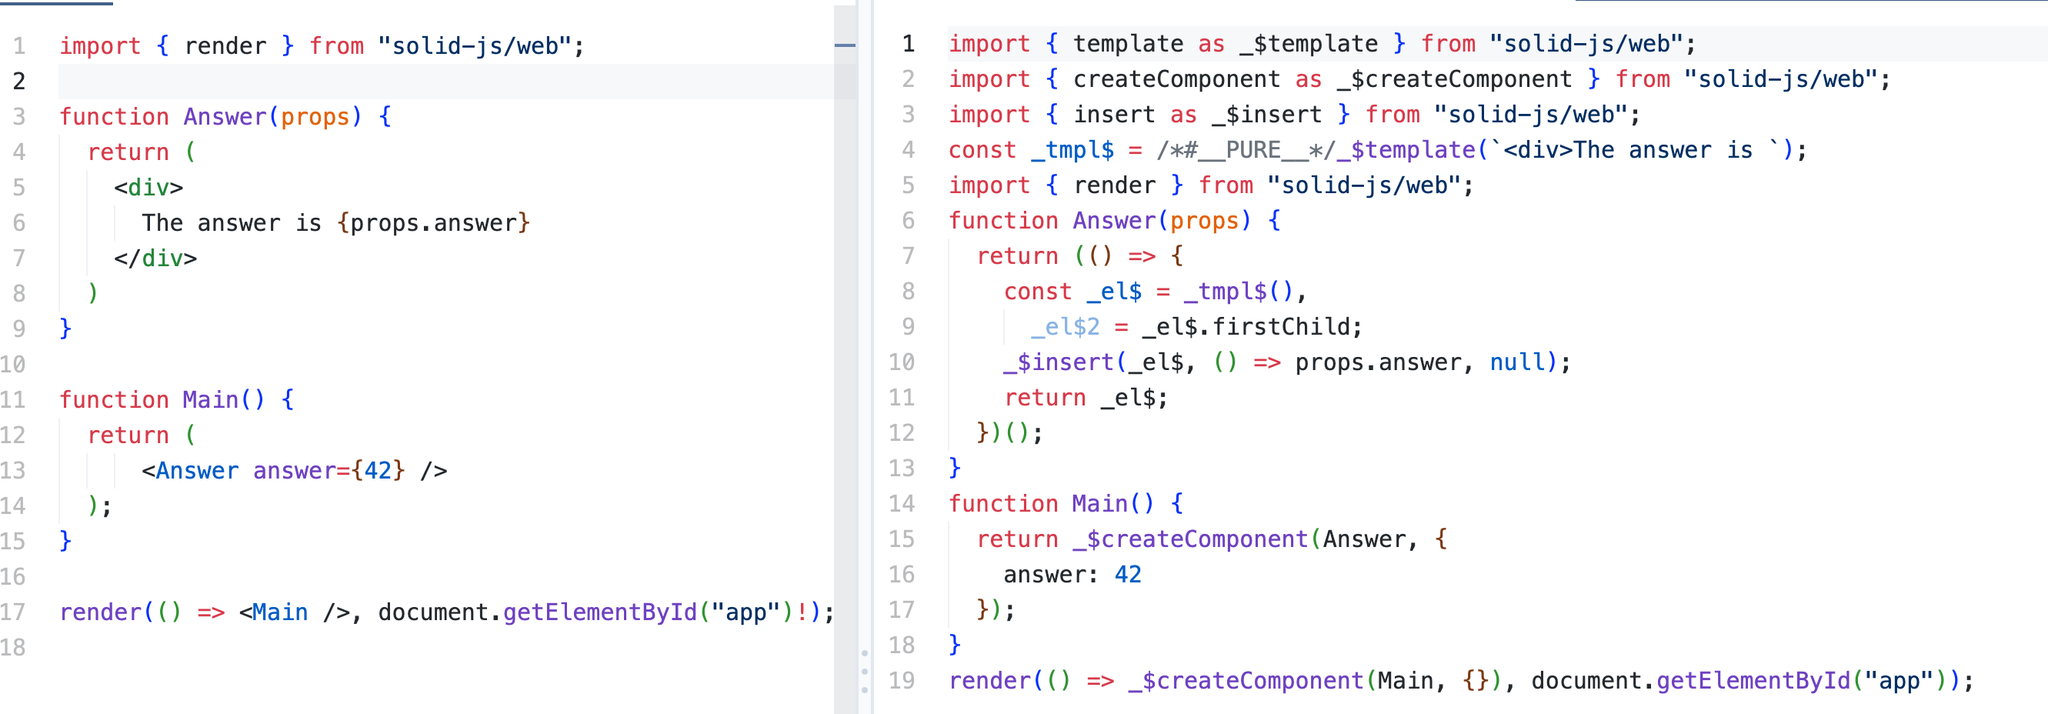 1 import { render } from "solid-js/web";
2
3 function Answer(props) {
4   return (
5     <div>
6       The answer is {props.answer}
7     </div>
8   )
9 }
10
11 function Main() {
12   return (
13       <Answer answer={42} />
14   );
15 }
16
17 render(() => <Main />, document.getElementById("app")!);
18
1 import { template as _$template } from "solid-js/web";
2 import { createComponent as _$createComponent } from "solid-js/web";
3 import { insert as _$insert } from "solid-js/web";
4 const _tmpl$ = /*#__PURE__*/_$template(`<div>The answer is `);
5 import { render } from "solid-js/web";
6 function Answer(props) {
7   return (() => {
8     const _el$ = _tmpl$(),
9       _el$2 = _el$.firstChild;
10     _$insert(_el$, () => props.answer, null);
11     return _el$;
12   })();
13 }
14 function Main() {
15   return _$createComponent(Answer, {
16     answer: 42
17   });
18 }
19 render(() => _$createComponent(Main, {}), document.getElementById("app"));